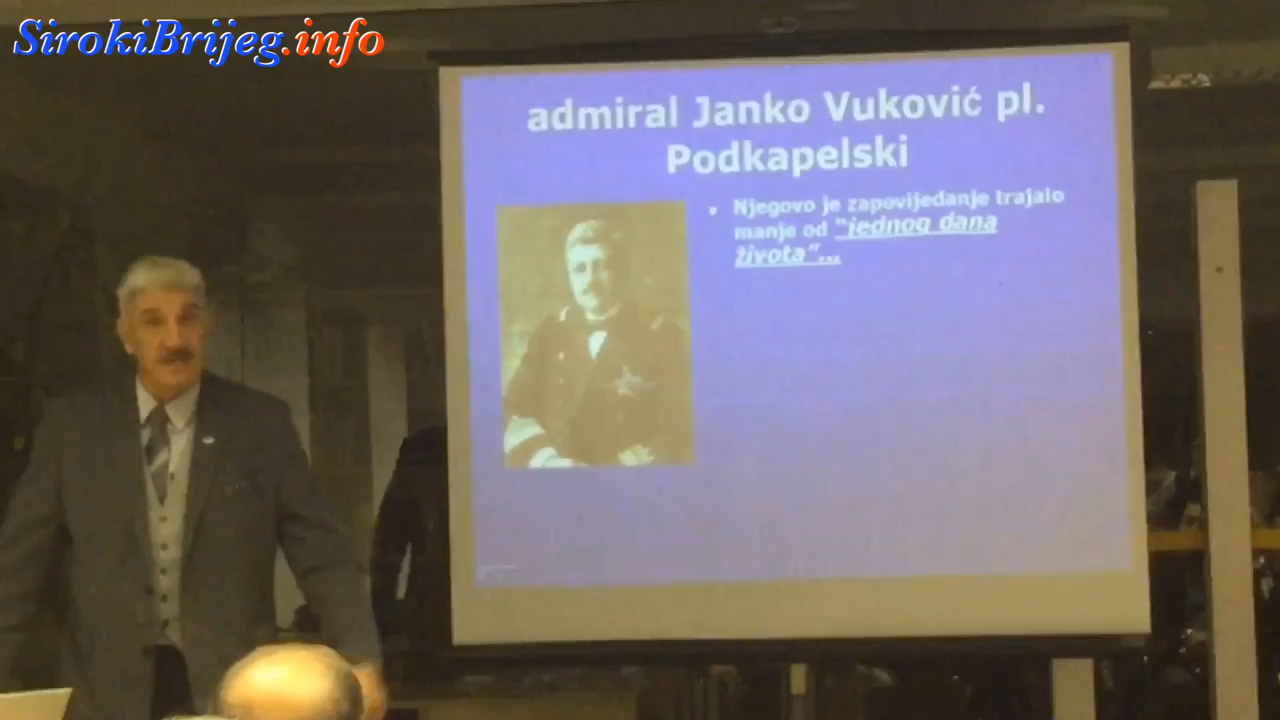 SirokiBrijeg.info
admiral Janko Vuković pl.
Podkapelski
• Njegovo je zapovijedanje trajalo
manje od "jednog dana
života"...